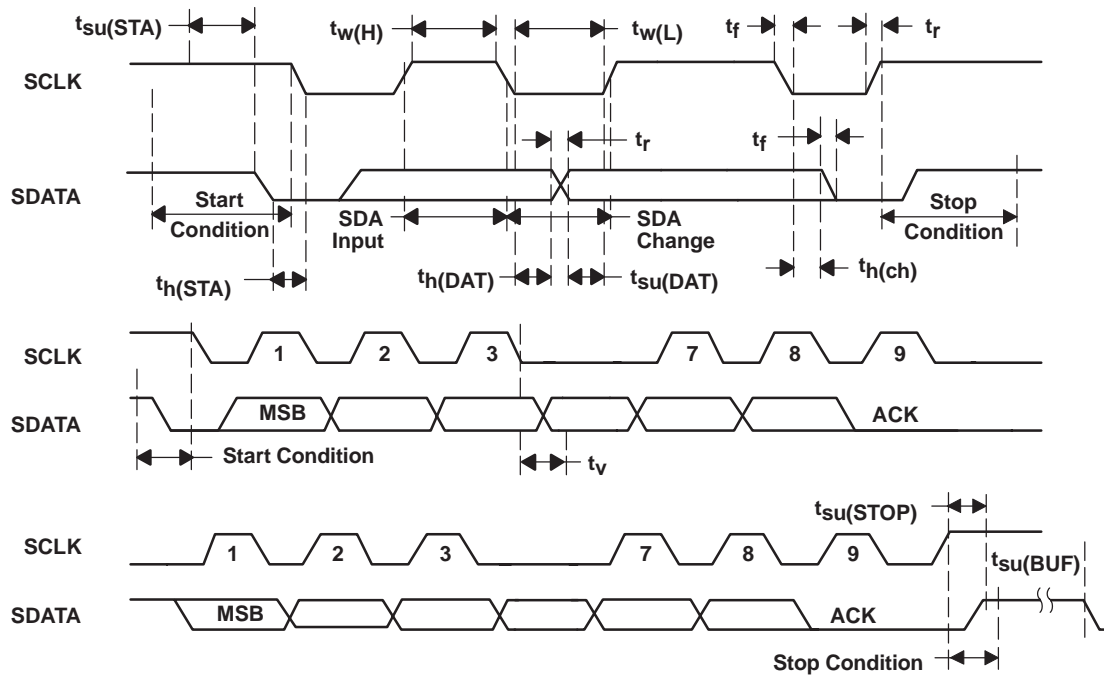 tsu(STA)
tw(H)
tw(L)
tf
tr
SCLK
tr
tf
SDATA
Start Condition
SDA Input
SDA Change
Stop Condition
th(STA)
th(DAT)
tsu(DAT)
th(ch)
SCLK
1 2 3 7 8 9
SDATA
MSB
ACK
Start Condition
tv
tsu(STOP)
SCLK
1 2 3 7 8 9
tsu(BUF)
SDATA
MSB
ACK
Stop Condition